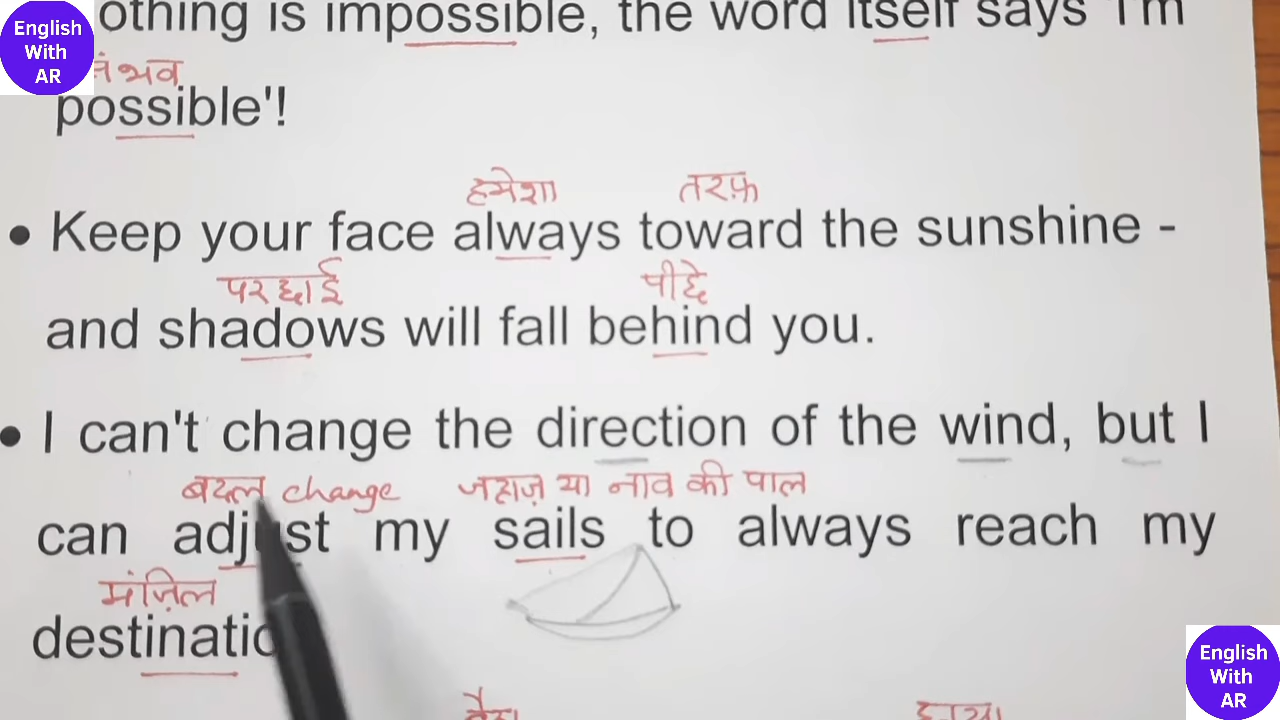 English
With
AR
othing is impossible, the word itself says 'I'm
संभव
possible'!
हमेशा तरफ़
• Keep your face always toward the sunshine -
परछाई पीछे
and shadows will fall behind you.
• I can't change the direction of the wind, but I
बदल change जहाज़ या नाव की पाल
can adjust my sails to always reach my
मंज़िल
destinatio
English
With
AR